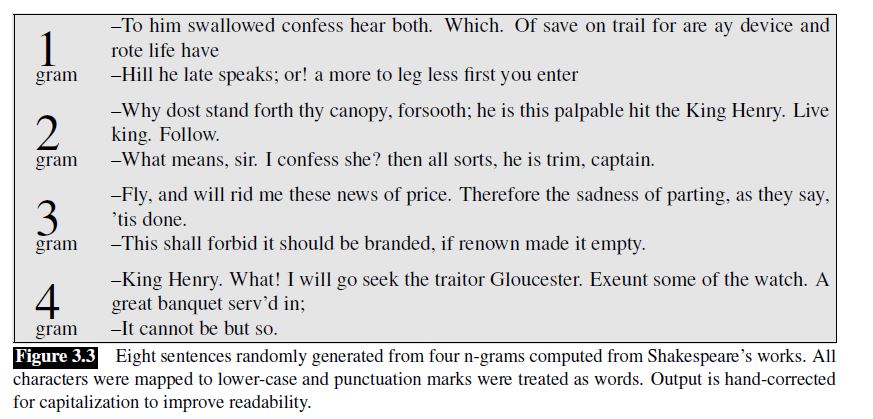 1
gram
–To him swallowed confess hear both. Which. Of save on trail for are ay device and
rote life have
–Hill he late speaks; or! a more to leg less first you enter
2
gram
–Why dost stand forth thy canopy, forsooth; he is this palpable hit the King Henry. Live
king. Follow.
–What means, sir. I confess she? then all sorts, he is trim, captain.
3
gram
–Fly, and will rid me these news of price. Therefore the sadness of parting, as they say,
’tis done.
–This shall forbid it should be branded, if renown made it empty.
4
gram
–King Henry. What! I will go seek the traitor Gloucester. Exeunt some of the watch. A
great banquet serv’d in;
–It cannot be but so.
Figure 3.3 Eight sentences randomly generated from four n-grams computed from Shakespeare’s works. All
characters were mapped to lower-case and punctuation marks were treated as words. Output is hand-corrected
for capitalization to improve readability.